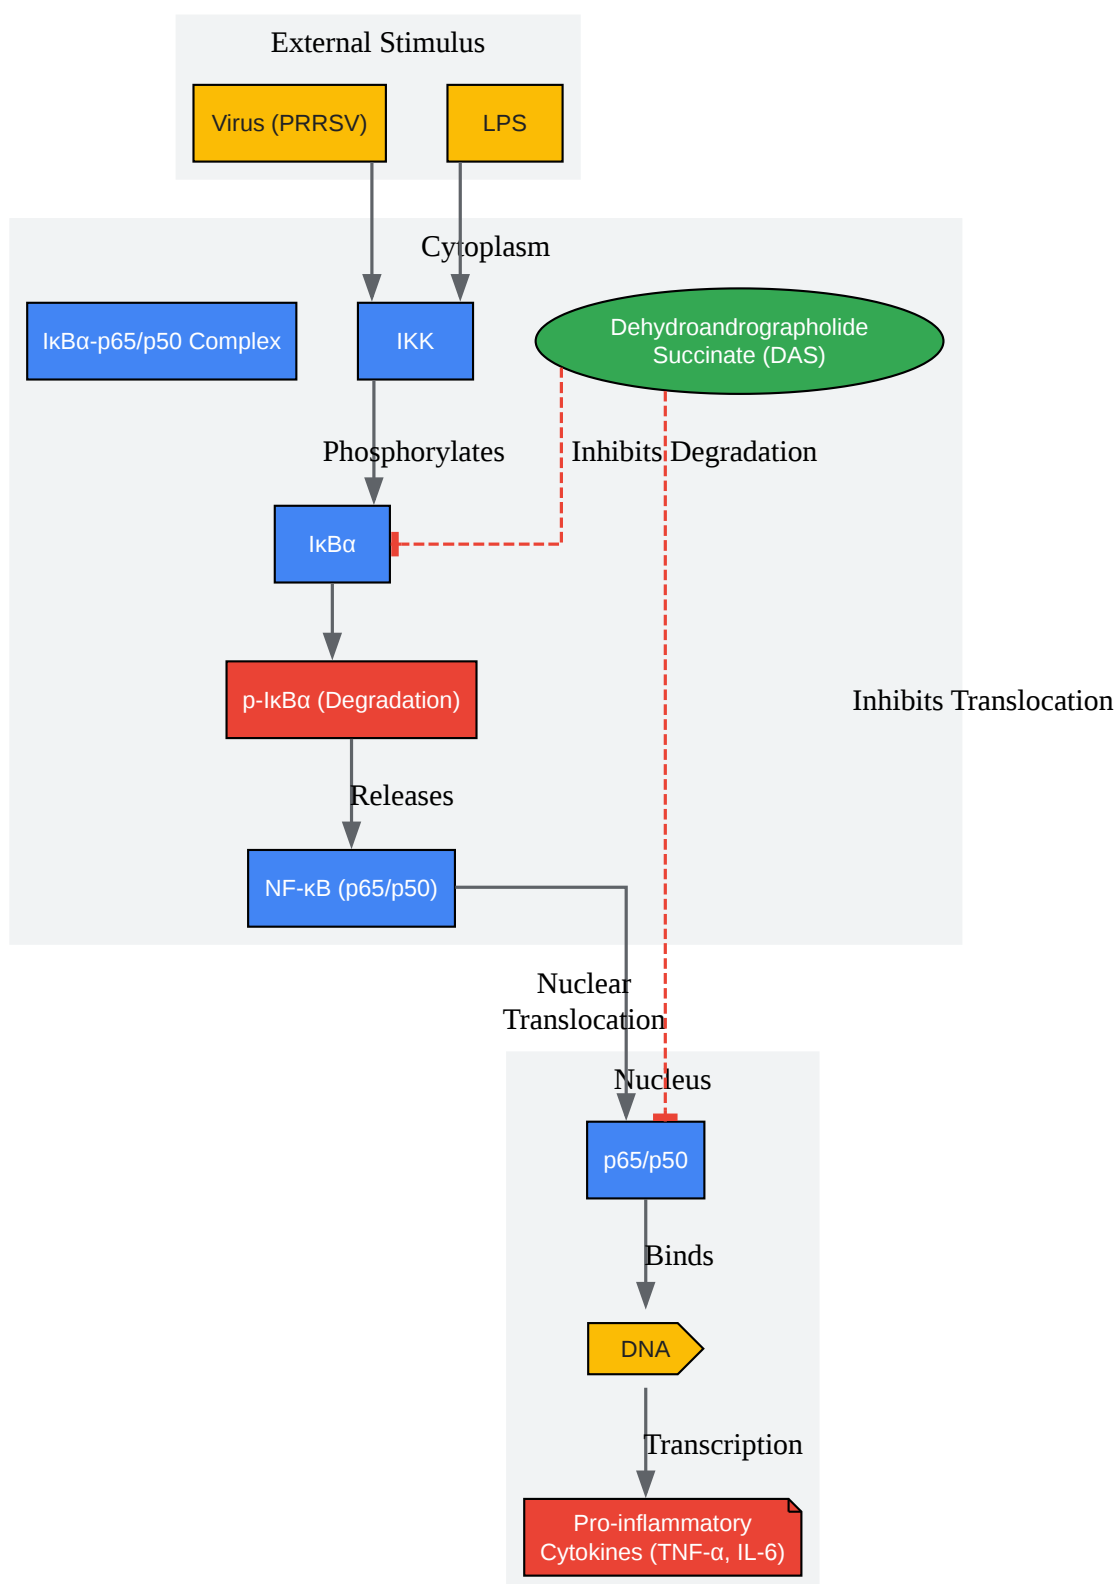 External Stimulus
Virus (PRRSV)
LPS
Cytoplasm
IκBα-p65/p50 Complex
IKK
Dehydroandrographolide
Succinate (DAS)
Phosphorylates
Inhibits Degradation
IκBα
p-IκBα (Degradation)
Inhibits Translocation
Releases
NF-κB (p65/p50)
Nuclear
Translocation
Nucleus
p65/p50
Binds
DNA
Transcription
Pro-inflammatory
Cytokines (TNF-α, IL-6)